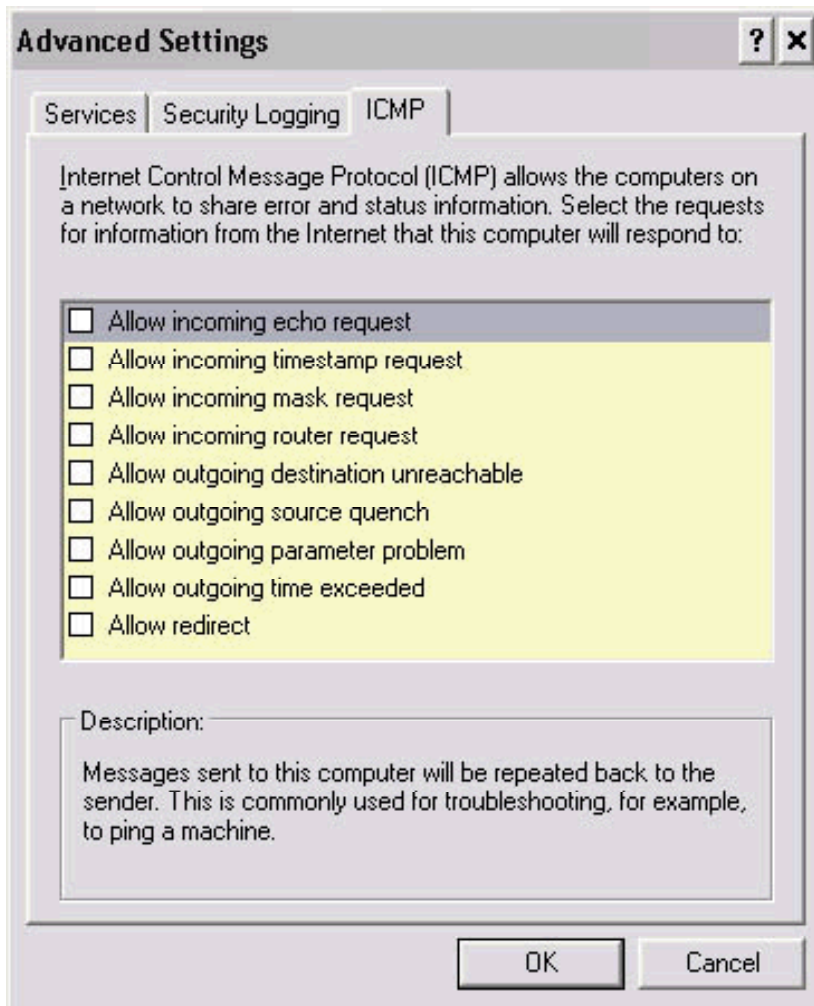 Advanced Settings
?
Services
Security Logging
ICMP
Internet Control Message Protocol (ICMP) allows the computers on
a network to share error and status information. Select the requests
for information from the Internet that this computer will respond to:
Allow incoming echo request
Allow incoming timestamp request
Allow incoming mask request
Allow incoming router request
Allow outgoing destination unreachable
Allow outgoing source quench
Allow outgoing parameter problem
Allow outgoing time exceeded
Allow redirect
Description:
Messages sent to this computer will be repeated back to the
sender. This is commonly used for troubleshooting, for example,
to ping a machine.
OK
Cancel